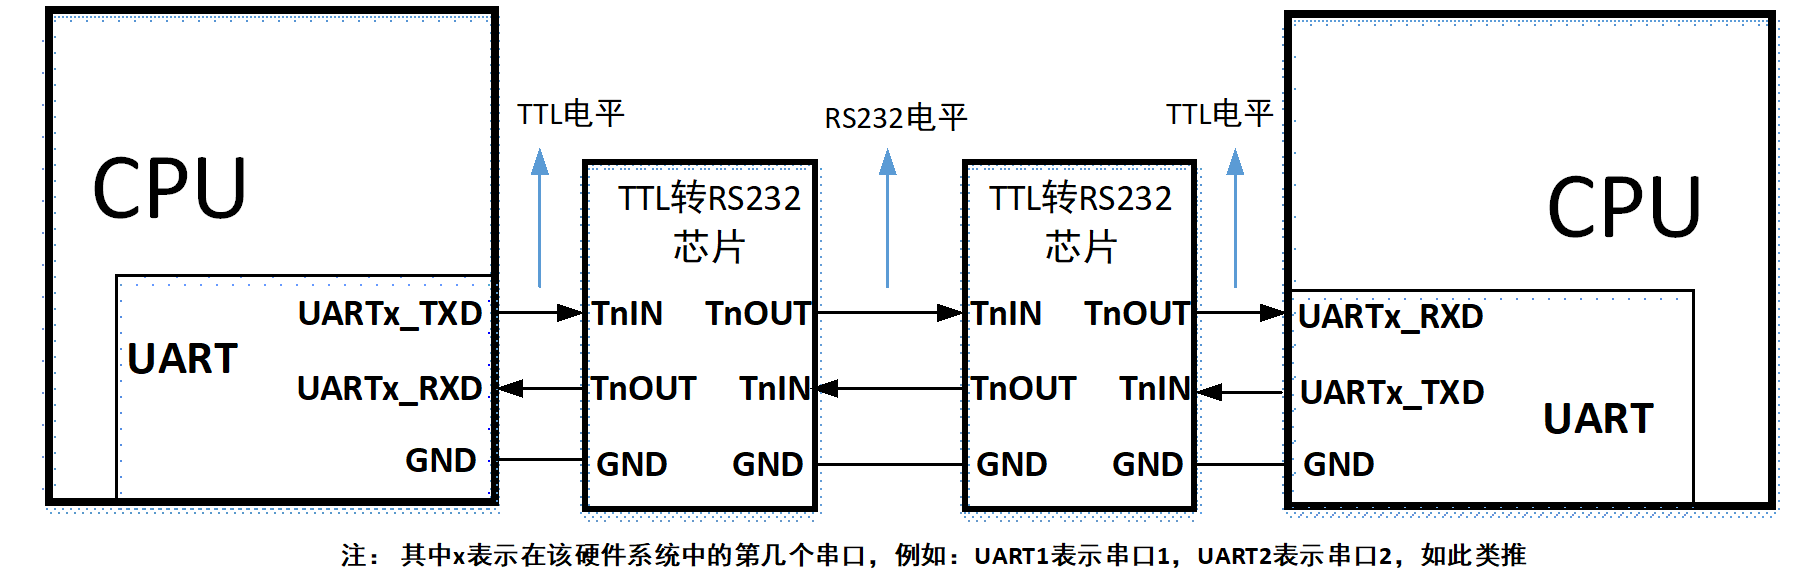 TTL电平
RS232电平
TTL电平
CPU
TTL转RS232
芯片
TTL转RS232
芯片
CPU
UARTx_TXD
TnIN
TnOUT
TnIN
TnOUT
UARTx_RXD
UART
UARTx_RXD
TnOUT
TnIN
TnOUT
TnIN
UARTx_TXD
UART
GND
GND
GND
GND
GND
GND
注： 其中x表示在该硬件系统中的第几个串口，例如：UART1表示串口1，UART2表示串口2，如此类推